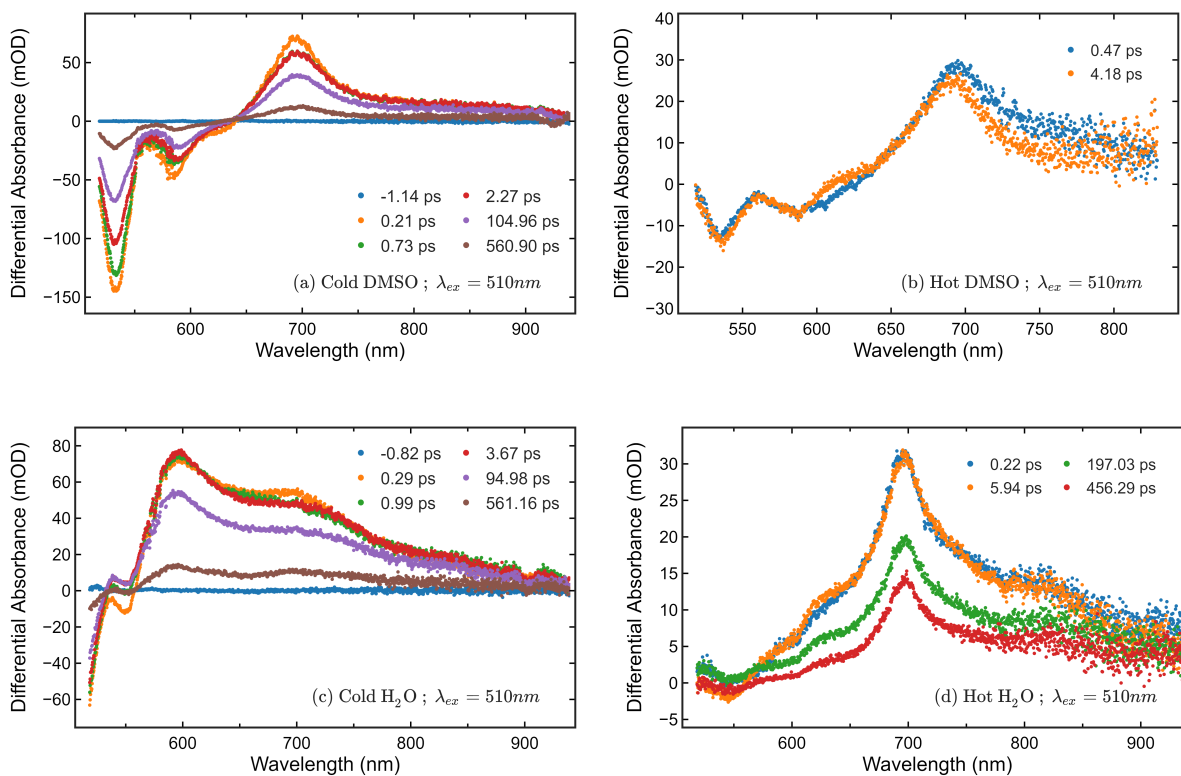 50
0
−50
−100
−150
600
700
800
900
Differential Absorbance (mOD)
Wavelength (nm)
-1.14 ps
0.21 ps
0.73 ps
2.27 ps
104.96 ps
560.90 ps
(a) Cold DMSO ; λex = 510nm
40
30
20
10
0
−10
−20
−30
550
600
650
700
750
800
Differential Absorbance (mOD)
Wavelength (nm)
0.47 ps
4.18 ps
(b) Hot DMSO ; λex = 510nm
80
60
40
20
0
−20
−40
−60
600
700
800
900
Differential Absorbance (mOD)
Wavelength (nm)
-0.82 ps
0.29 ps
0.99 ps
3.67 ps
94.98 ps
561.16 ps
(c) Cold H2O ; λex = 510nm
30
25
20
15
10
5
0
−5
600
700
800
900
Differential Absorbance (mOD)
Wavelength (nm)
0.22 ps
5.94 ps
197.03 ps
456.29 ps
(d) Hot H2O ; λex = 510nm